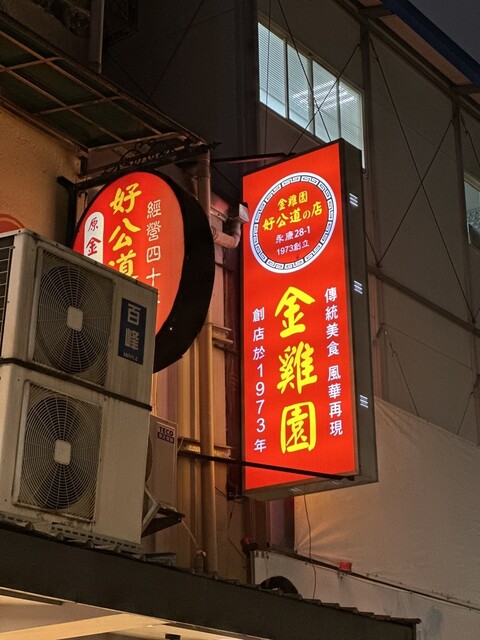 好公道
經營四十
原
金
百峰
金雞園
好公道の店
永康28-1
1973創立
傳統美食 風華再現
金雞園
創店於1973年